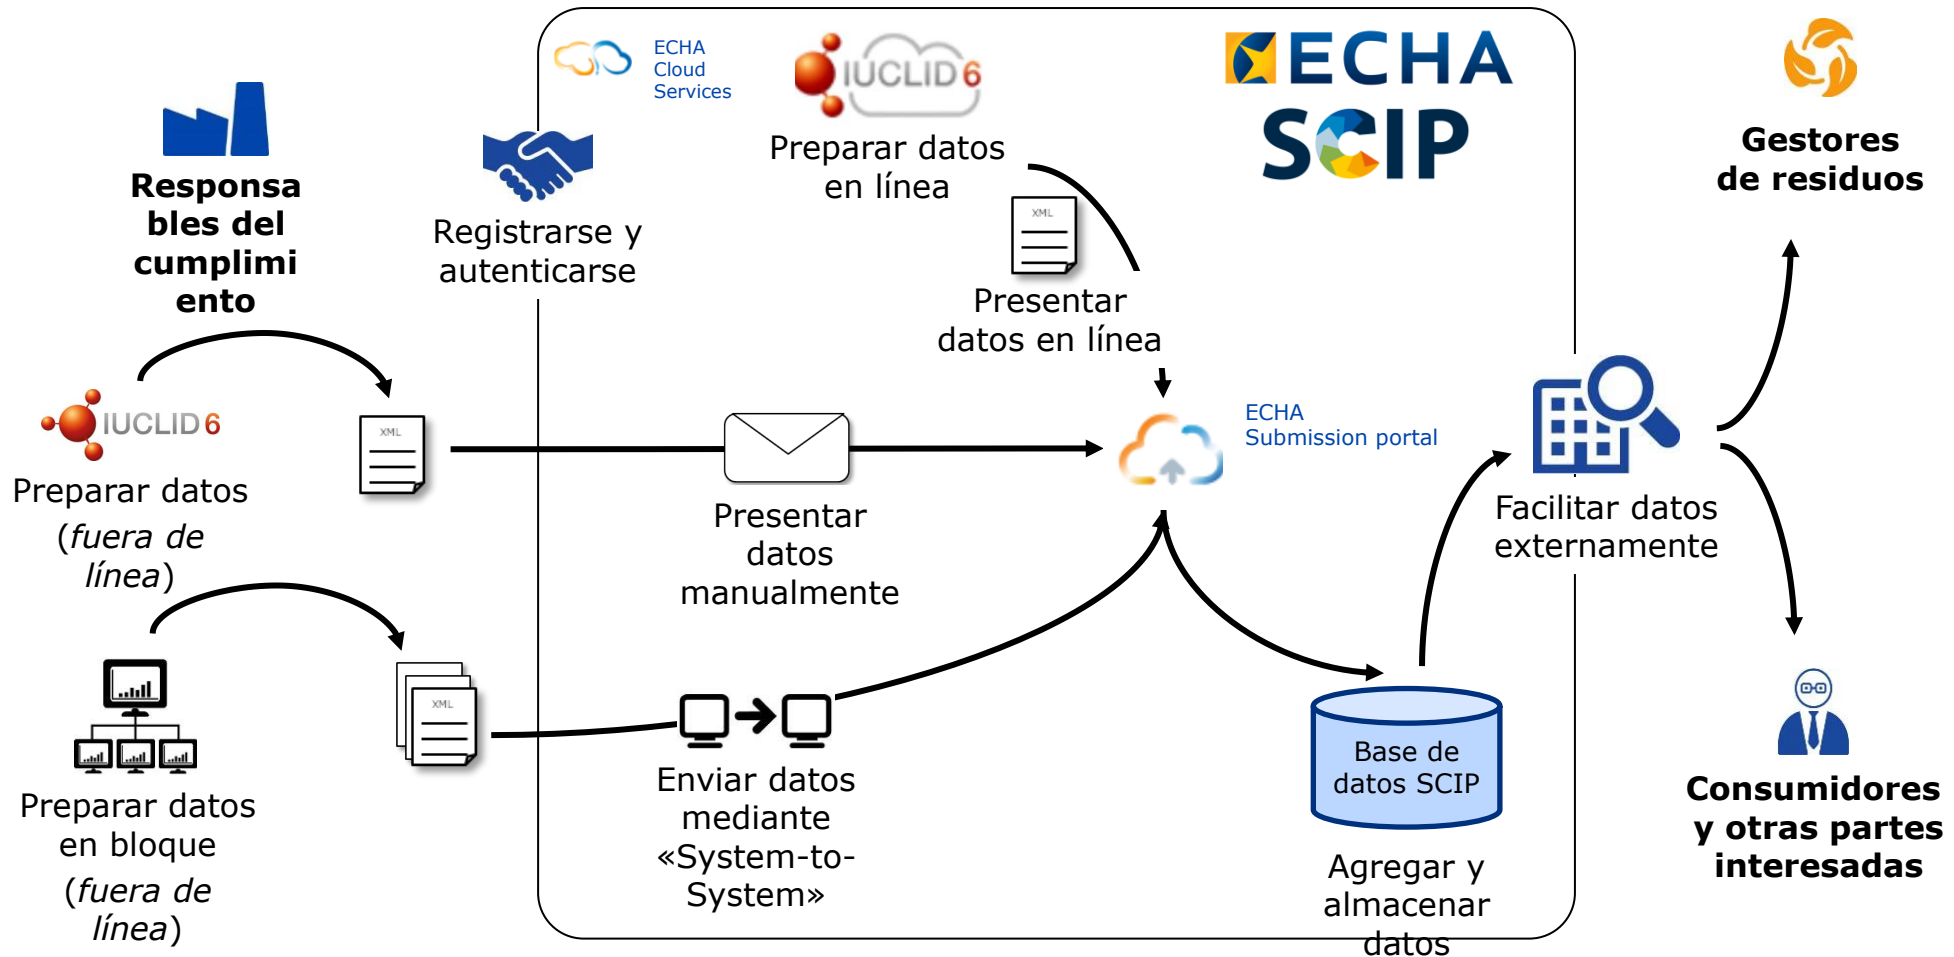 ECHA
Cloud
Services
IUCLID 6
ECHA
SCIP
Responsa
bles del
cumplimi
ento
Registrarse y
autenticarse
Preparar datos
en línea
XML
Presentar
datos en línea
Gestores
de residuos
IUCLID 6
XML
Preparar datos
(fuera de
línea)
Presentar
datos
manualmente
ECHA
Submission portal
Facilitar datos
externamente
XML
Preparar datos
en bloque
(fuera de
línea)
Enviar datos
mediante
«System-to-
System»
Base de
datos SCIP
Agregar y
almacenar
datos
Consumidores
y otras partes
interesadas